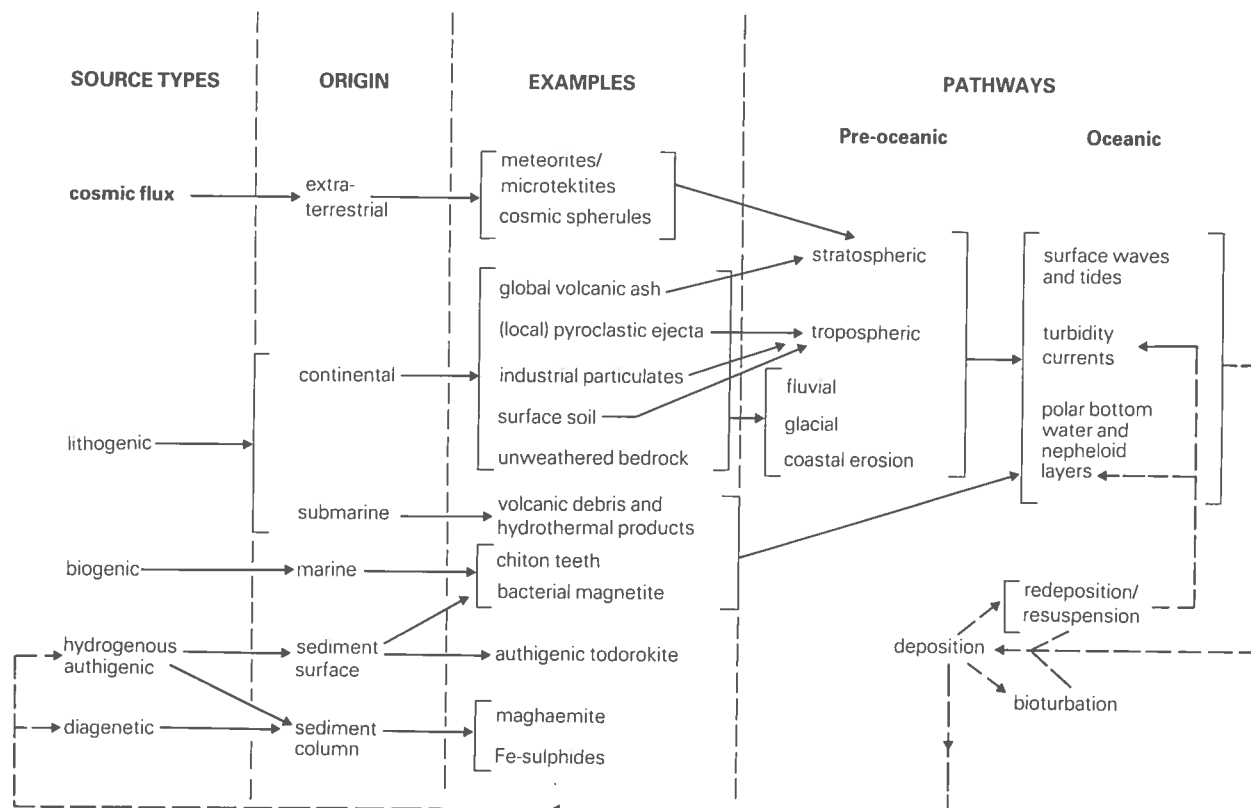 SOURCE TYPES
ORIGIN
EXAMPLES
PATHWAYS
Pre-oceanic
Oceanic
cosmic flux
extra-
terrestrial
meteorites/
microtektites
cosmic spherules
stratospheric
surface waves
and tides
global volcanic ash
(local) pyroclastic ejecta
tropospheric
turbidity
currents
continental
industrial particulates
fluvial
surface soil
glacial
polar bottom
water and
nepheloid
layers
lithogenic
unweathered bedrock
coastal erosion
submarine
volcanic debris and
hydrothermal products
biogenic
marine
chiton teeth
bacterial magnetite
redeposition/
resuspension
hydrogenous
authigenic
sediment
surface
authigenic todorokite
deposition
bioturbation
diagenetic
sediment
column
maghaemite
Fe-sulphides